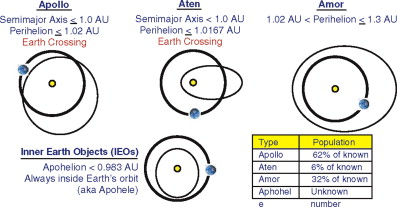 Apollo
Semimajor Axis ≤ 1.0 AU
Perihelion ≤ 1.02 AU
Earth Crossing
Aten
Semimajor Axis < 1.0 AU
Perihelion ≤ 1.0167 AU
Earth Crossing
Amor
1.02 AU < Perihelion ≤ 1.3 AU
Inner Earth Objects (IEOs)
Apohelion < 0.983 AU
Always inside Earth's orbit
(aka Apohele)
Type Population
Apollo 62% of known
Aten 6% of known
Amor 32% of known
Aphohel Unknown
e number